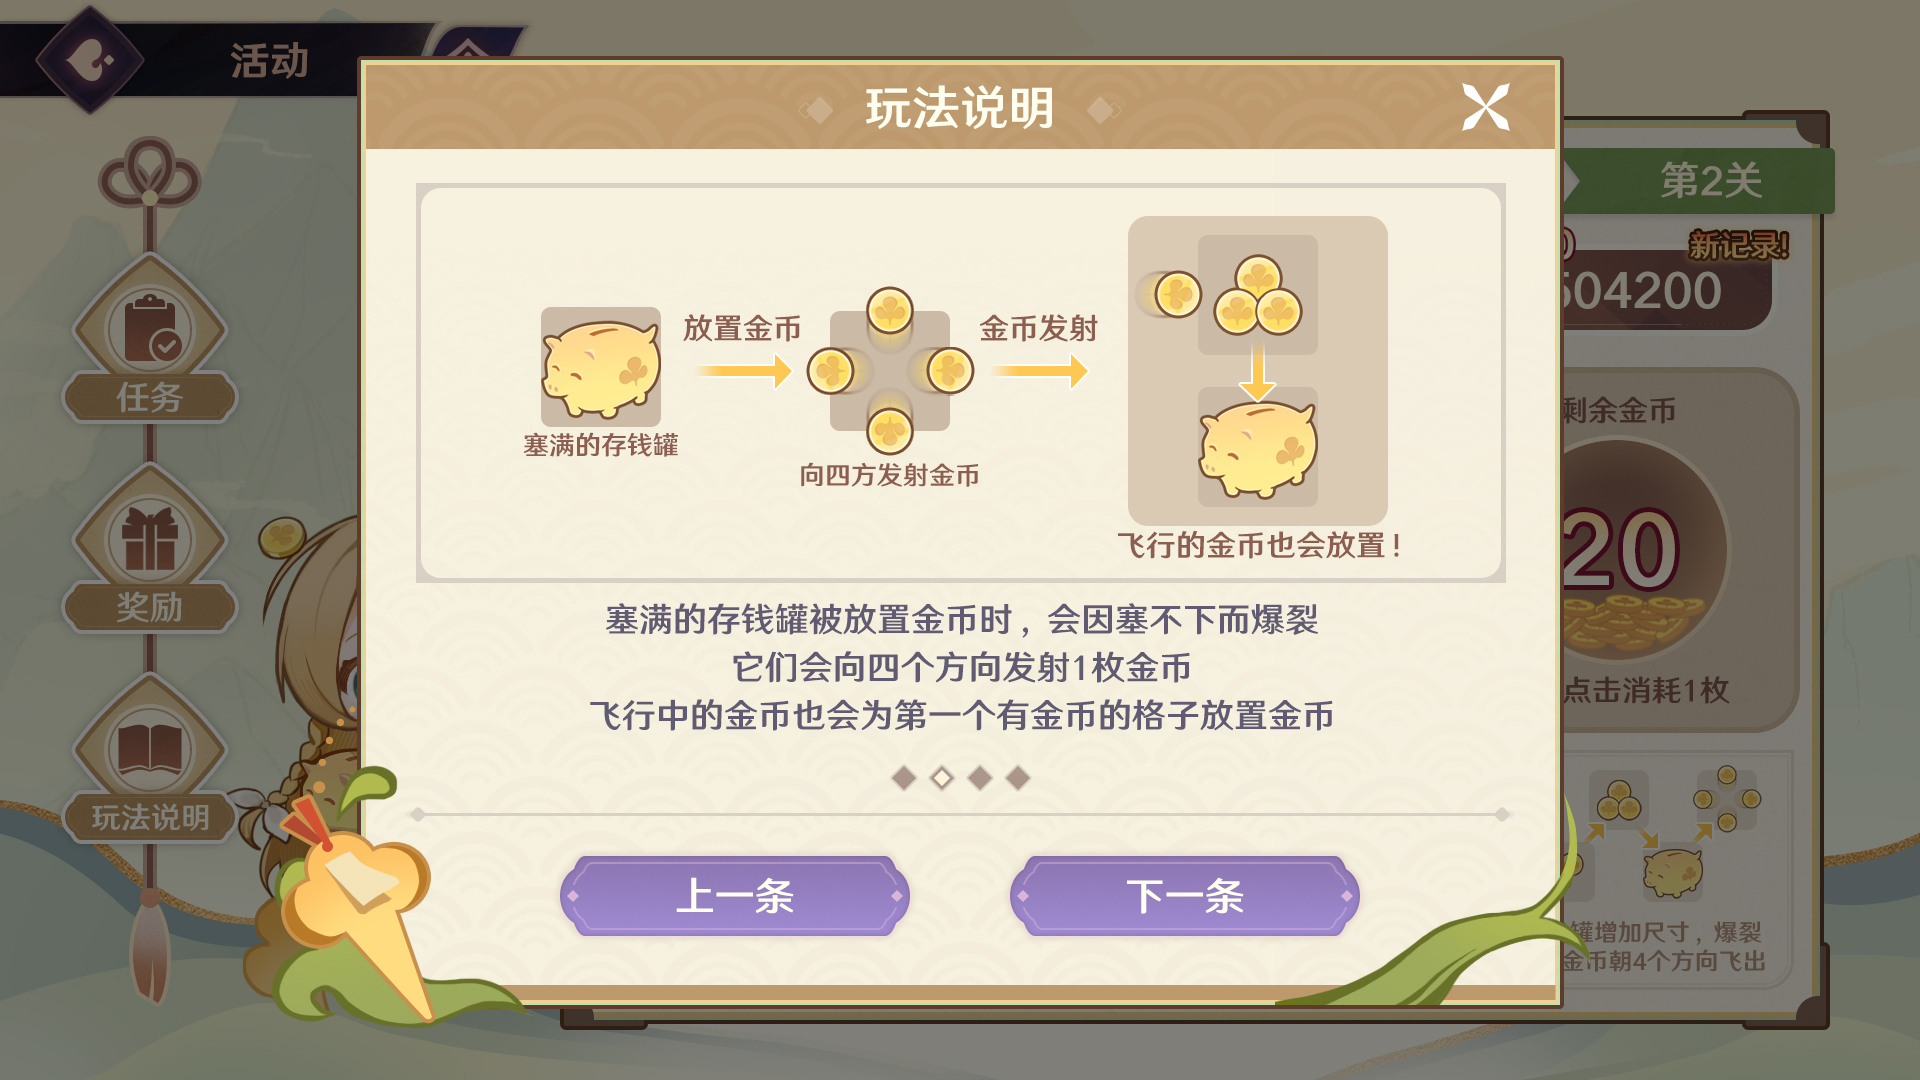 活动
玩法说明
第2关
新记录!
504200
放置金币
金币发射
塞满的存钱罐
向四方发射金币
飞行的金币也会放置！
剩余金币
20
点击消耗1枚
任务
奖励
玩法说明
塞满的存钱罐被放置金币时，会因塞不下而爆裂
它们会向四个方向发射1枚金币
飞行中的金币也会为第一个有金币的格子放置金币
上一条
下一条
罐增加尺寸，爆裂
金币朝4个方向飞出